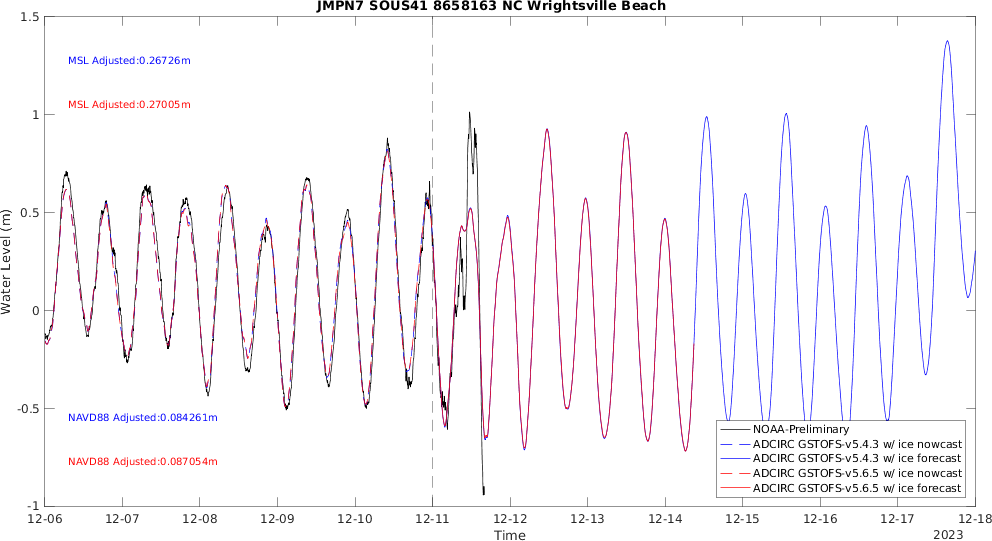 JMPN7 SOUS41 8658163 NC Wrightsville Beach
1.5
1
0.5
0
-0.5
-1
Water Level (m)
MSL Adjusted:0.26726m
MSL Adjusted:0.27005m
NAVD88 Adjusted:0.084261m
NAVD88 Adjusted:0.087054m
NOAA-Preliminary
ADCIRC GSTOFS-v5.4.3 w/ ice nowcast
ADCIRC GSTOFS-v5.4.3 w/ ice forecast
ADCIRC GSTOFS-v5.6.5 w/ ice nowcast
ADCIRC GSTOFS-v5.6.5 w/ ice forecast
12-06 12-07 12-08 12-09 12-10 12-11 12-12 12-13 12-14 12-15 12-16 12-17 12-18
Time
2023